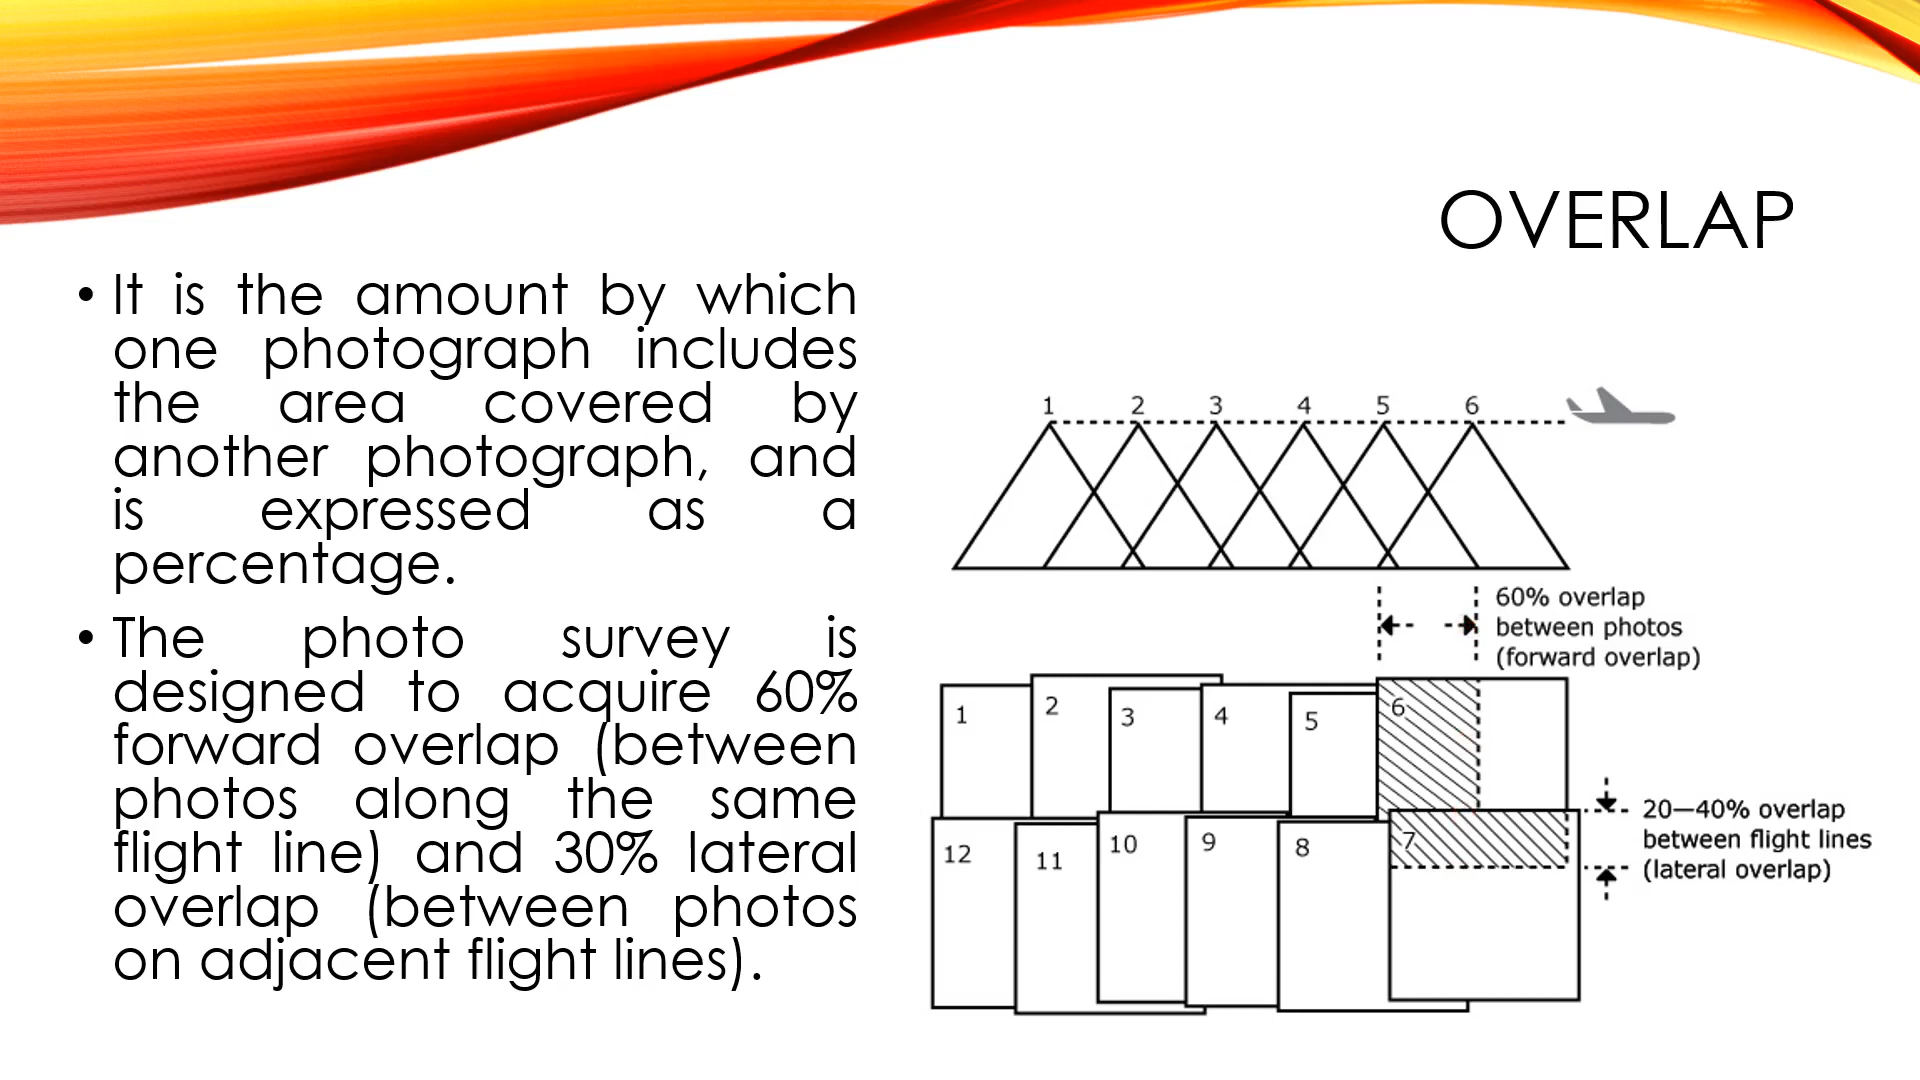 OVERLAP
• It is the amount by which
one photograph includes
the area covered by
another photograph, and
is expressed as a
percentage.
• The photo survey is
designed to acquire 60%
forward overlap (between
photos along the same
flight line) and 30% lateral
overlap (between photos
on adjacent flight lines).
1 2 3 4 5 6
60% overlap
between photos
(forward overlap)
1 2 3 4 5 6
20—40% overlap
between flight lines
(lateral overlap)
12 11 10 9 8 7